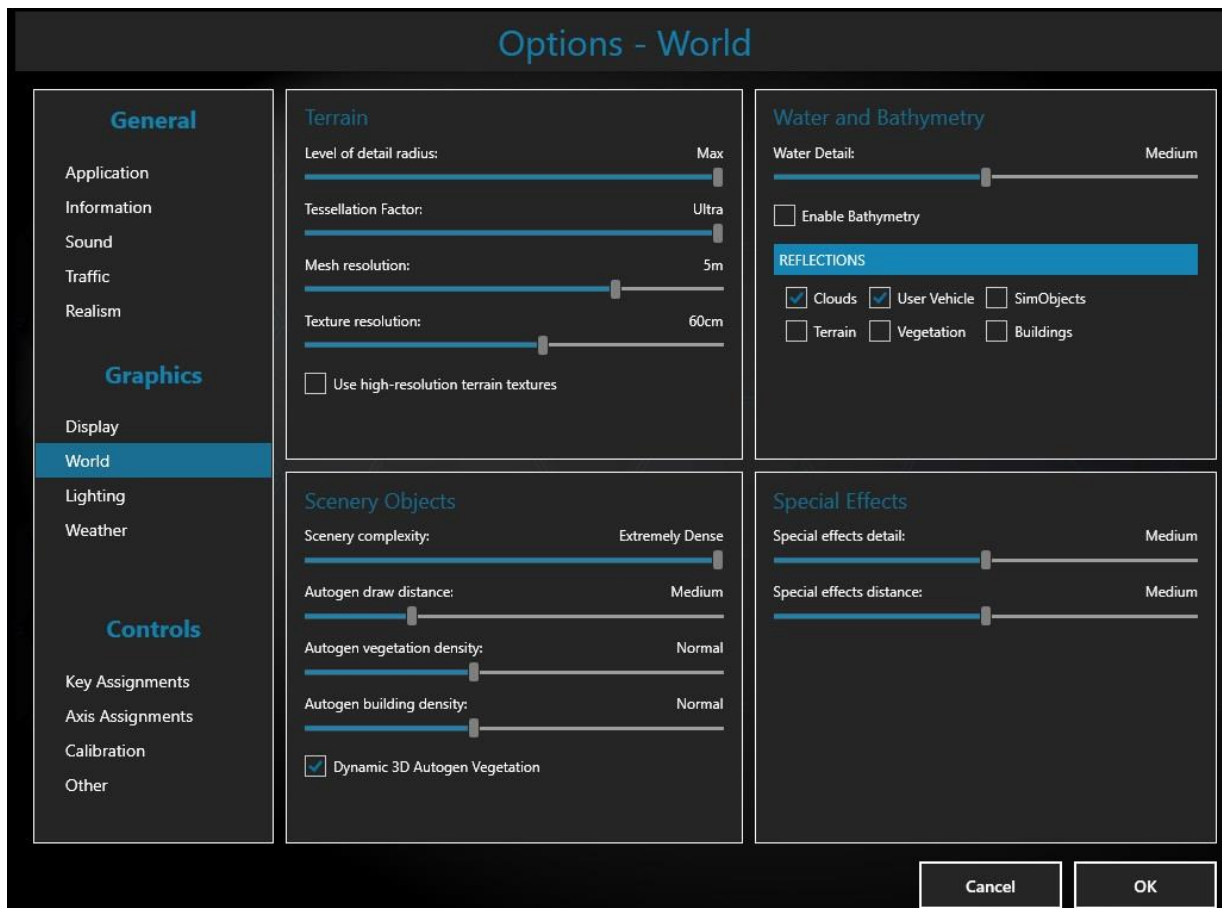 Options - World
General
Application
Information
Sound
Traffic
Realism
Graphics
Display
World
Lighting
Weather
Controls
Key Assignments
Axis Assignments
Calibration
Other
Terrain
Level of detail radius: Max
Tessellation Factor: Ultra
Mesh resolution: 5m
Texture resolution: 60cm
Use high-resolution terrain textures
Water and Bathymetry
Water Detail: Medium
Enable Bathymetry
REFLECTIONS
Clouds User Vehicle SimObjects
Terrain Vegetation Buildings
Scenery Objects
Scenery complexity: Extremely Dense
Autogen draw distance: Medium
Autogen vegetation density: Normal
Autogen building density: Normal
Dynamic 3D Autogen Vegetation
Special Effects
Special effects detail: Medium
Special effects distance: Medium
Cancel OK